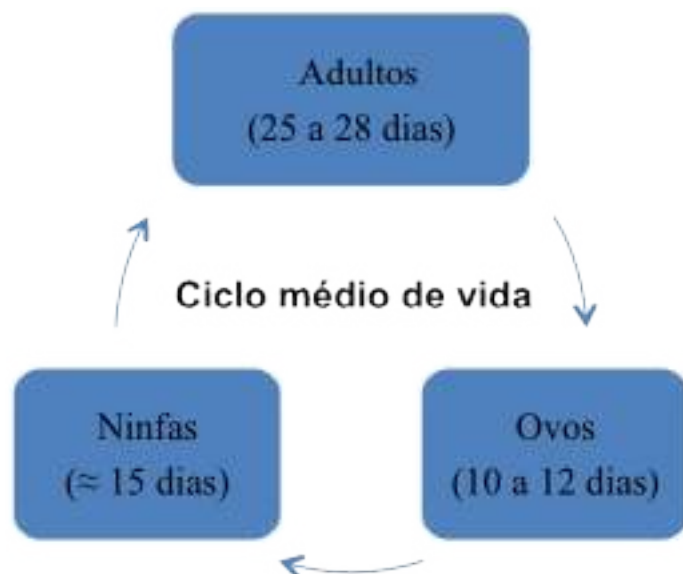 Adultos
(25 a 28 dias)
Ciclo médio de vida
Ninfas
(≈ 15 dias)
Ovos
(10 a 12 dias)